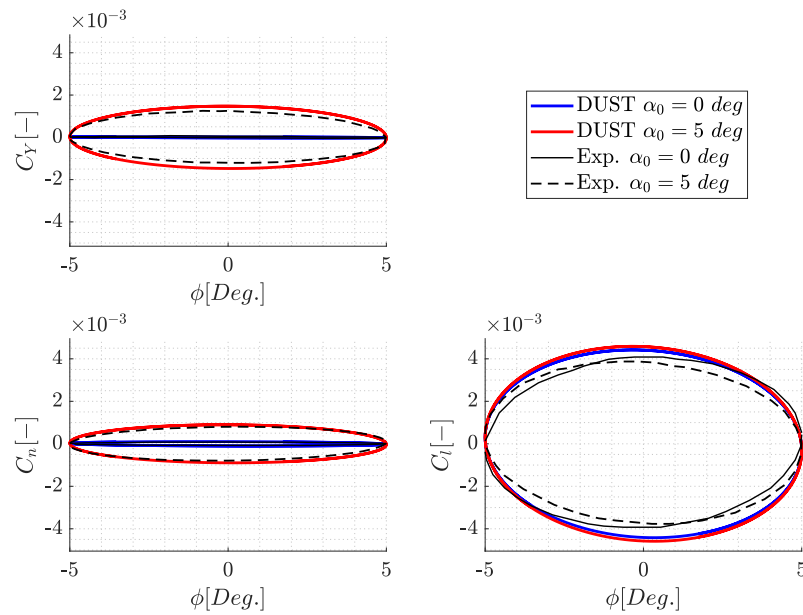 ×10⁻³
4
2
0
-2
-4
C_Y[−]
-5
0
5
ϕ[Deg.]
DUST α₀ = 0 deg
DUST α₀ = 5 deg
Exp. α₀ = 0 deg
Exp. α₀ = 5 deg
×10⁻³
4
2
0
-2
-4
C_n[−]
-5
0
5
ϕ[Deg.]
×10⁻³
4
2
0
-2
-4
C_l[−]
-5
0
5
ϕ[Deg.]